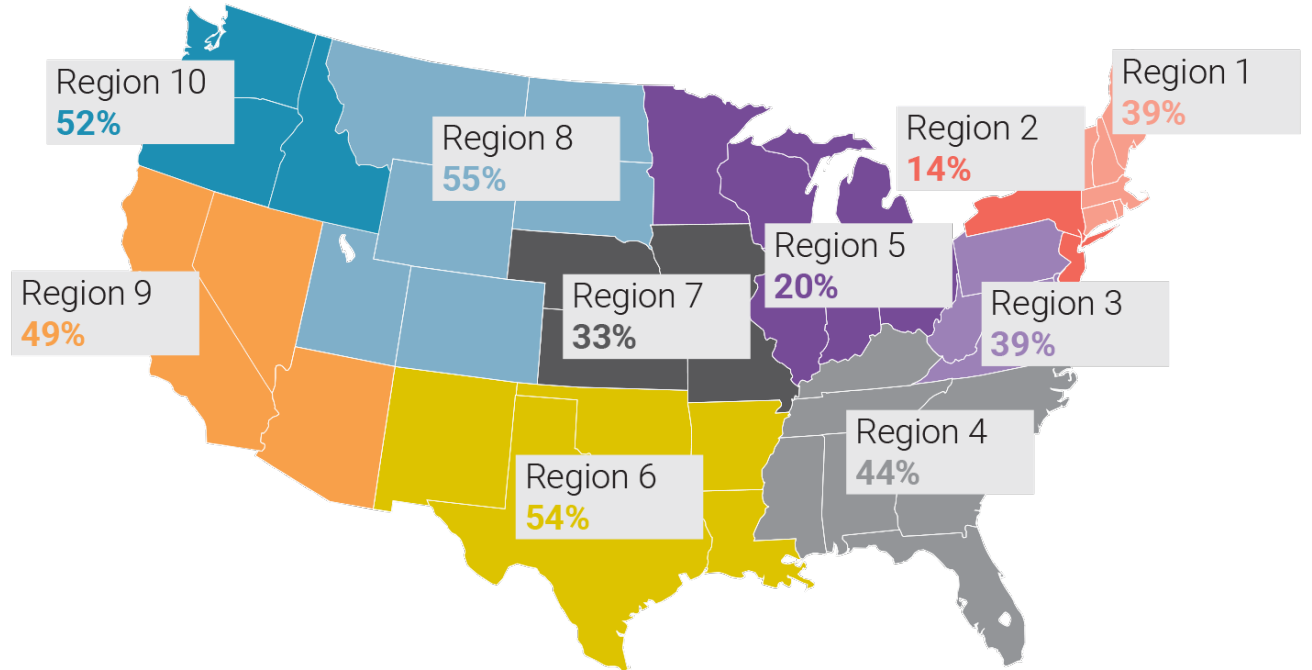 Region 10
52%
Region 8
55%
Region 1
39%
Region 2
14%
Region 9
49%
Region 7
33%
Region 5
20%
Region 3
39%
Region 6
54%
Region 4
44%